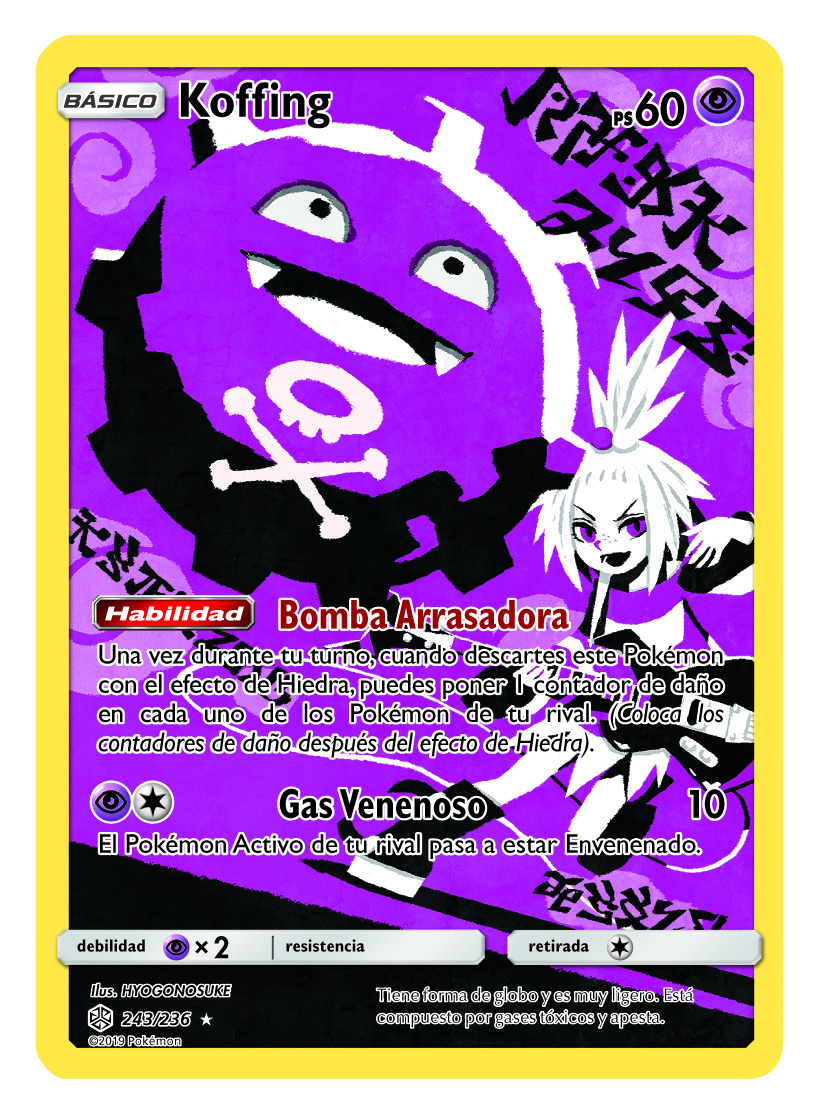 BÁSICO Koffing PS60
Habilidad Bomba Arrasadora
Una vez durante tu turno, cuando descartes este Pokémon
con el efecto de Hiedra, puedes poner 1 contador de daño
en cada uno de los Pokémon de tu rival. (Coloca los
contadores de daño después del efecto de Hiedra).
Gas Venenoso 10
El Pokémon Activo de tu rival pasa a estar Envenenado.
debilidad ×2 resistencia retirada
Ilus. HYOGONOSUKE
243/236
©2019 Pokémon
Tiene forma de globo y es muy ligero. Está
compuesto por gases tóxicos y apesta.